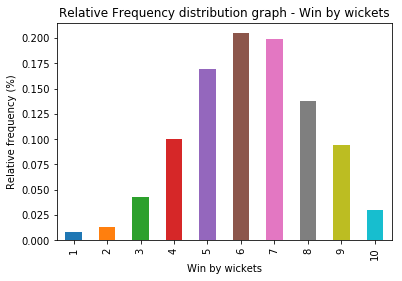 Relative Frequency distribution graph - Win by wickets
Relative frequency (%)
0.200
0.175
0.150
0.125
0.100
0.075
0.050
0.025
0.000
1 2 3 4 5 6 7 8 9 10
Win by wickets